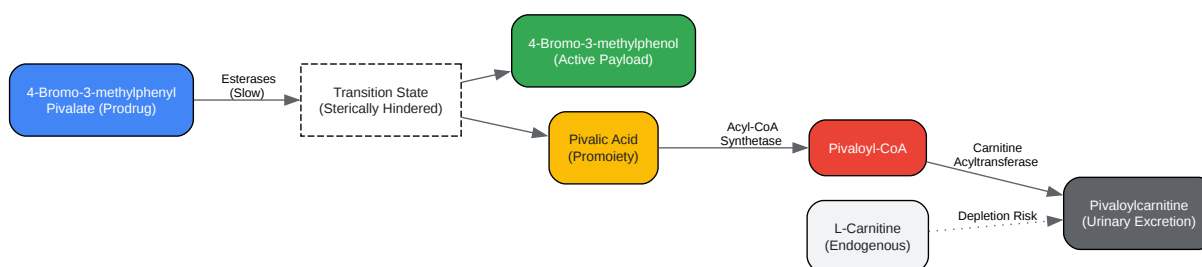 4-Bromo-3-methylphenyl
Pivalate (Prodrug)
Esterases
(Slow)
Transition State
(Sterically Hindered)
4-Bromo-3-methylphenol
(Active Payload)
Pivalic Acid
(Promoiety)
Acyl-CoA
Synthetase
Pivaloyl-CoA
Carnitine
Acyltransferase
L-Carnitine
(Endogenous)
Depletion Risk
Pivaloylcarnitine
(Urinary Excretion)